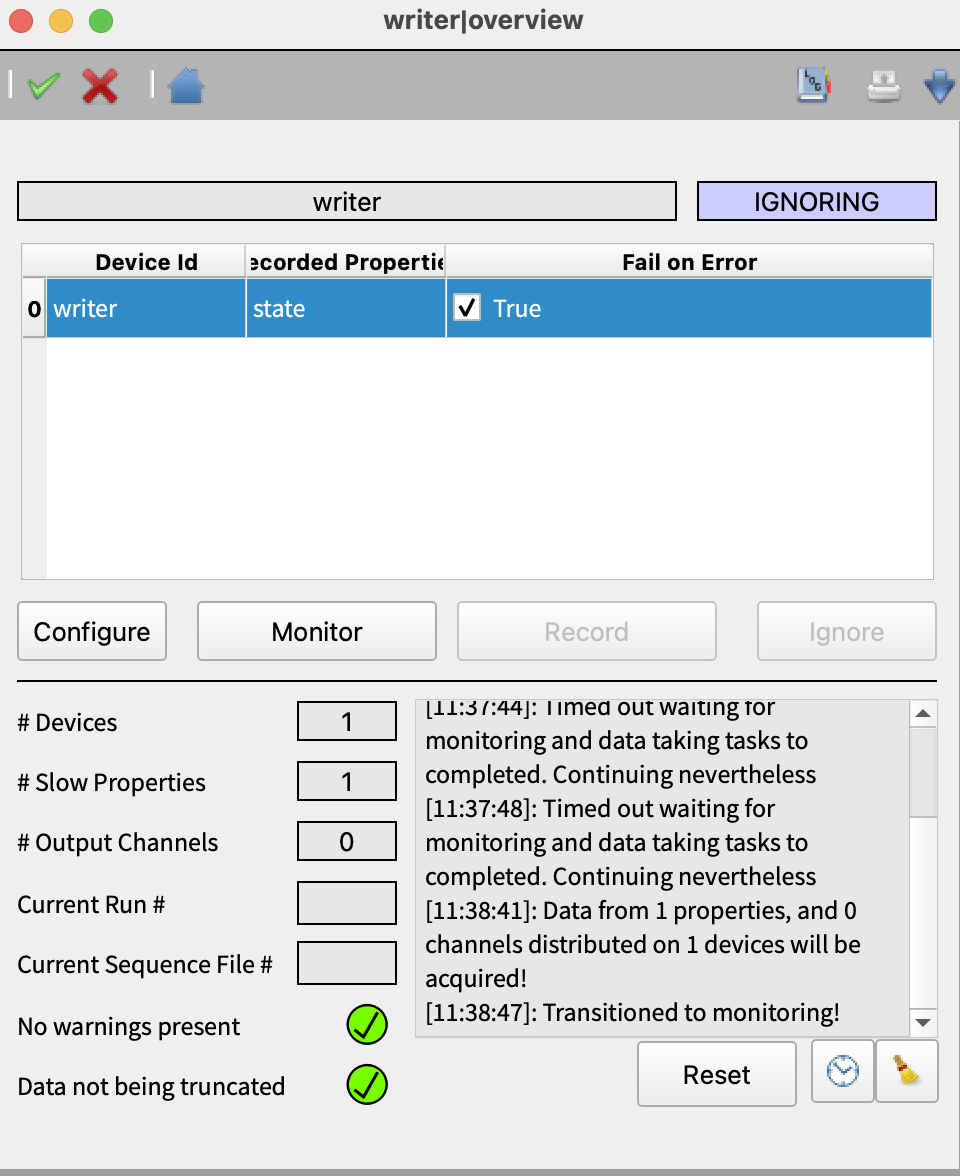 writer|overview
writer
IGNORING
Device Id
ecorded Propertie
Fail on Error
0
writer
state
True
Configure
Monitor
Record
Ignore
# Devices
1
# Slow Properties
1
# Output Channels
0
Current Run #
Current Sequence File #
No warnings present
Data not being truncated
[11:37:44]: Timed out waiting for
monitoring and data taking tasks to
completed. Continuing nevertheless
[11:37:48]: Timed out waiting for
monitoring and data taking tasks to
completed. Continuing nevertheless
[11:38:41]: Data from 1 properties, and 0
channels distributed on 1 devices will be
acquired!
[11:38:47]: Transitioned to monitoring!
Reset